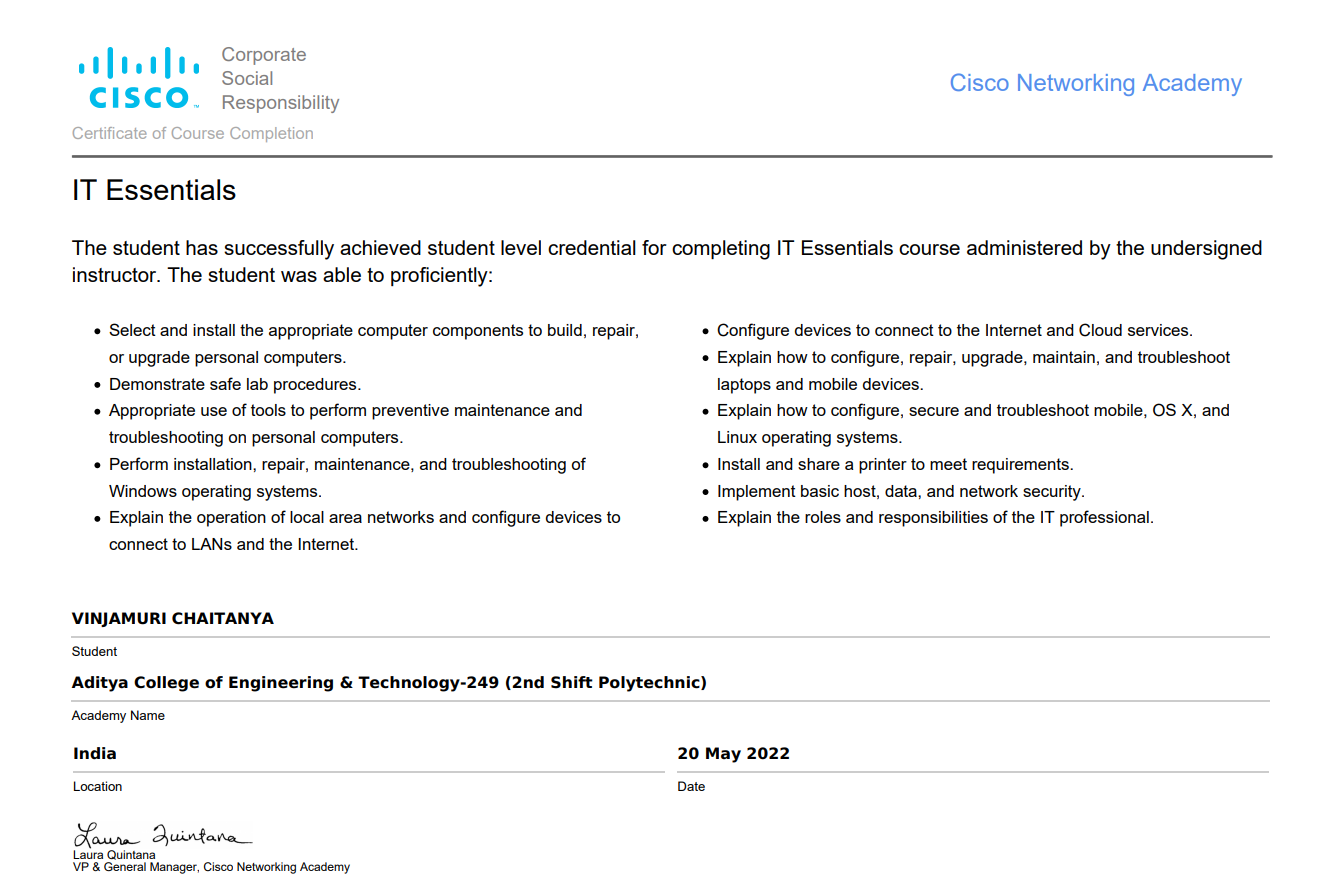 Corporate
Social
Responsibility
CISCO™
Cisco Networking Academy
Certificate of Course Completion
IT Essentials
The student has successfully achieved student level credential for completing IT Essentials course administered by the undersigned
instructor. The student was able to proficiently:
• Select and install the appropriate computer components to build, repair,
or upgrade personal computers.
• Demonstrate safe lab procedures.
• Appropriate use of tools to perform preventive maintenance and
troubleshooting on personal computers.
• Perform installation, repair, maintenance, and troubleshooting of
Windows operating systems.
• Explain the operation of local area networks and configure devices to
connect to LANs and the Internet.
• Configure devices to connect to the Internet and Cloud services.
• Explain how to configure, repair, upgrade, maintain, and troubleshoot
laptops and mobile devices.
• Explain how to configure, secure and troubleshoot mobile, OS X, and
Linux operating systems.
• Install and share a printer to meet requirements.
• Implement basic host, data, and network security.
• Explain the roles and responsibilities of the IT professional.
VINJAMURI CHAITANYA
Student
Aditya College of Engineering & Technology-249 (2nd Shift Polytechnic)
Academy Name
India
Location
20 May 2022
Date
Laura Quintana
Laura Quintana
VP & General Manager, Cisco Networking Academy